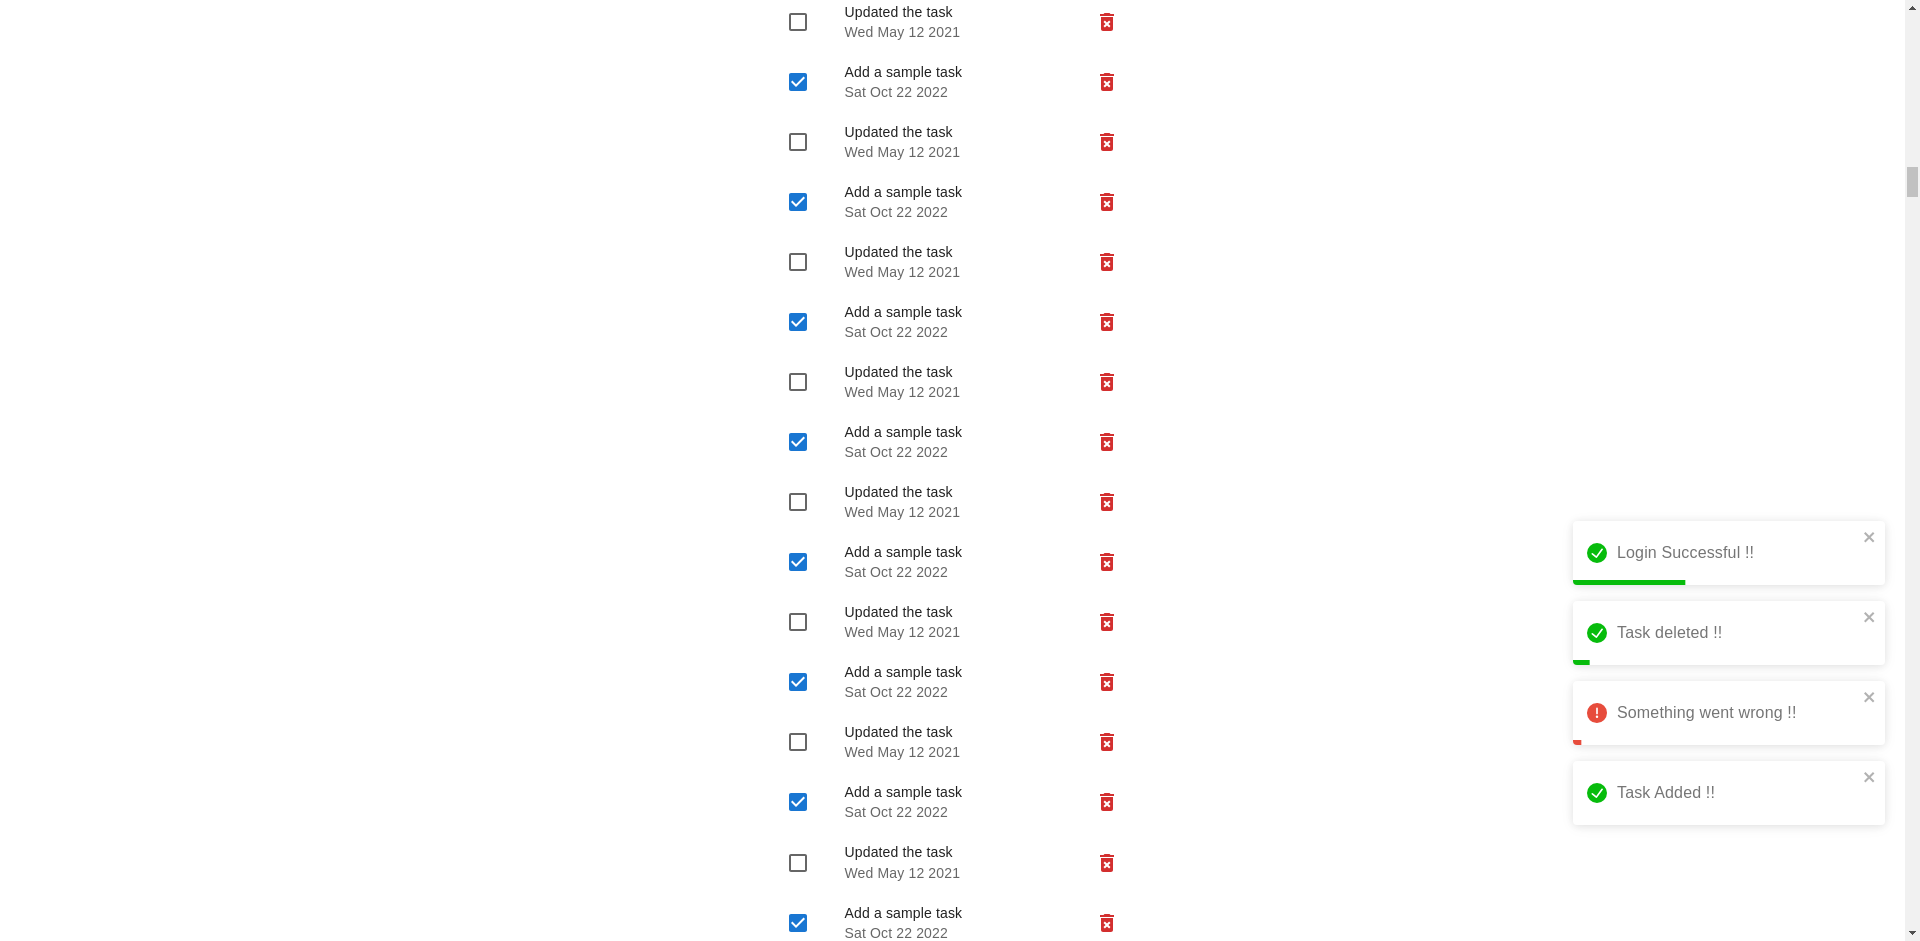 Updated the task
Wed May 12 2021
Add a sample task
Sat Oct 22 2022
Updated the task
Wed May 12 2021
Add a sample task
Sat Oct 22 2022
Updated the task
Wed May 12 2021
Add a sample task
Sat Oct 22 2022
Updated the task
Wed May 12 2021
Add a sample task
Sat Oct 22 2022
Updated the task
Wed May 12 2021
Add a sample task
Sat Oct 22 2022
Updated the task
Wed May 12 2021
Add a sample task
Sat Oct 22 2022
Updated the task
Wed May 12 2021
Add a sample task
Sat Oct 22 2022
Updated the task
Wed May 12 2021
Add a sample task
Sat Oct 22 2022
Login Successful !!
Task deleted !!
Something went wrong !!
Task Added !!